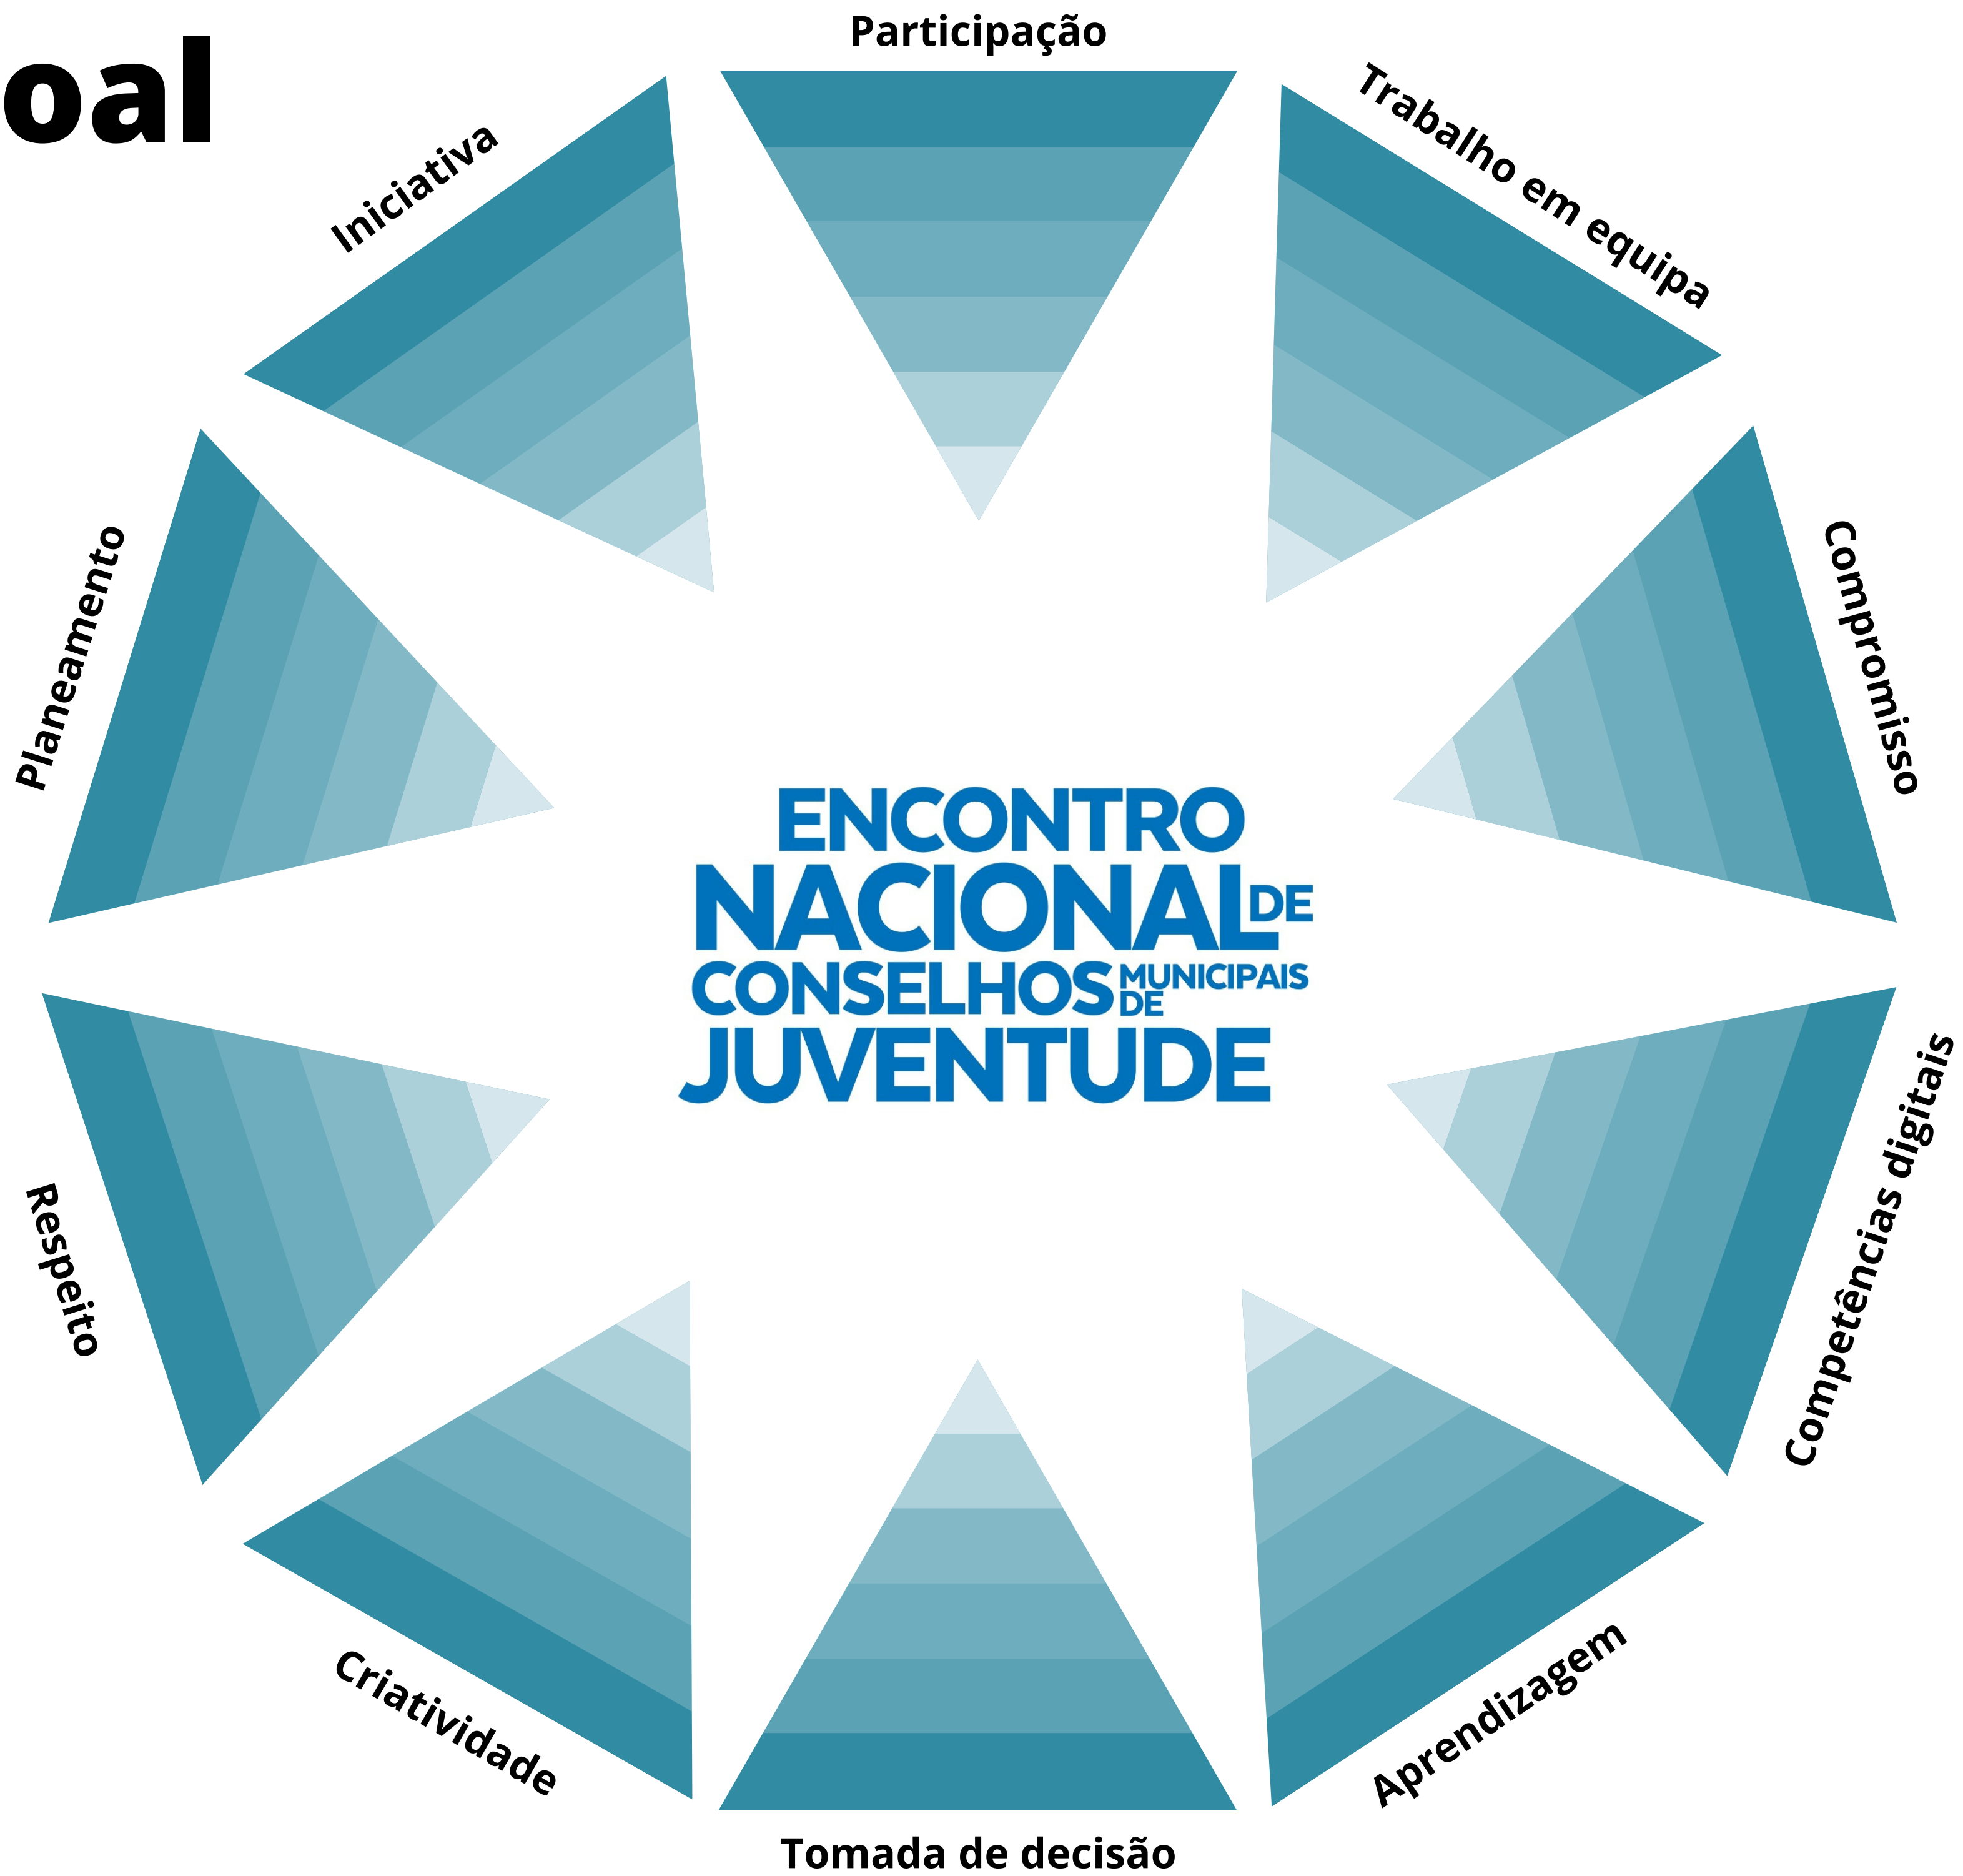 oal
Participação
Trabalho em equipa
Compromisso
Competências digitais
Aprendizagem
Tomada de decisão
Criatividade
Respeito
Planeamento
Iniciativa
ENCONTRO
NACIONAL DE
CONSELHOS MUNICIPAIS
DE
JUVENTUDE